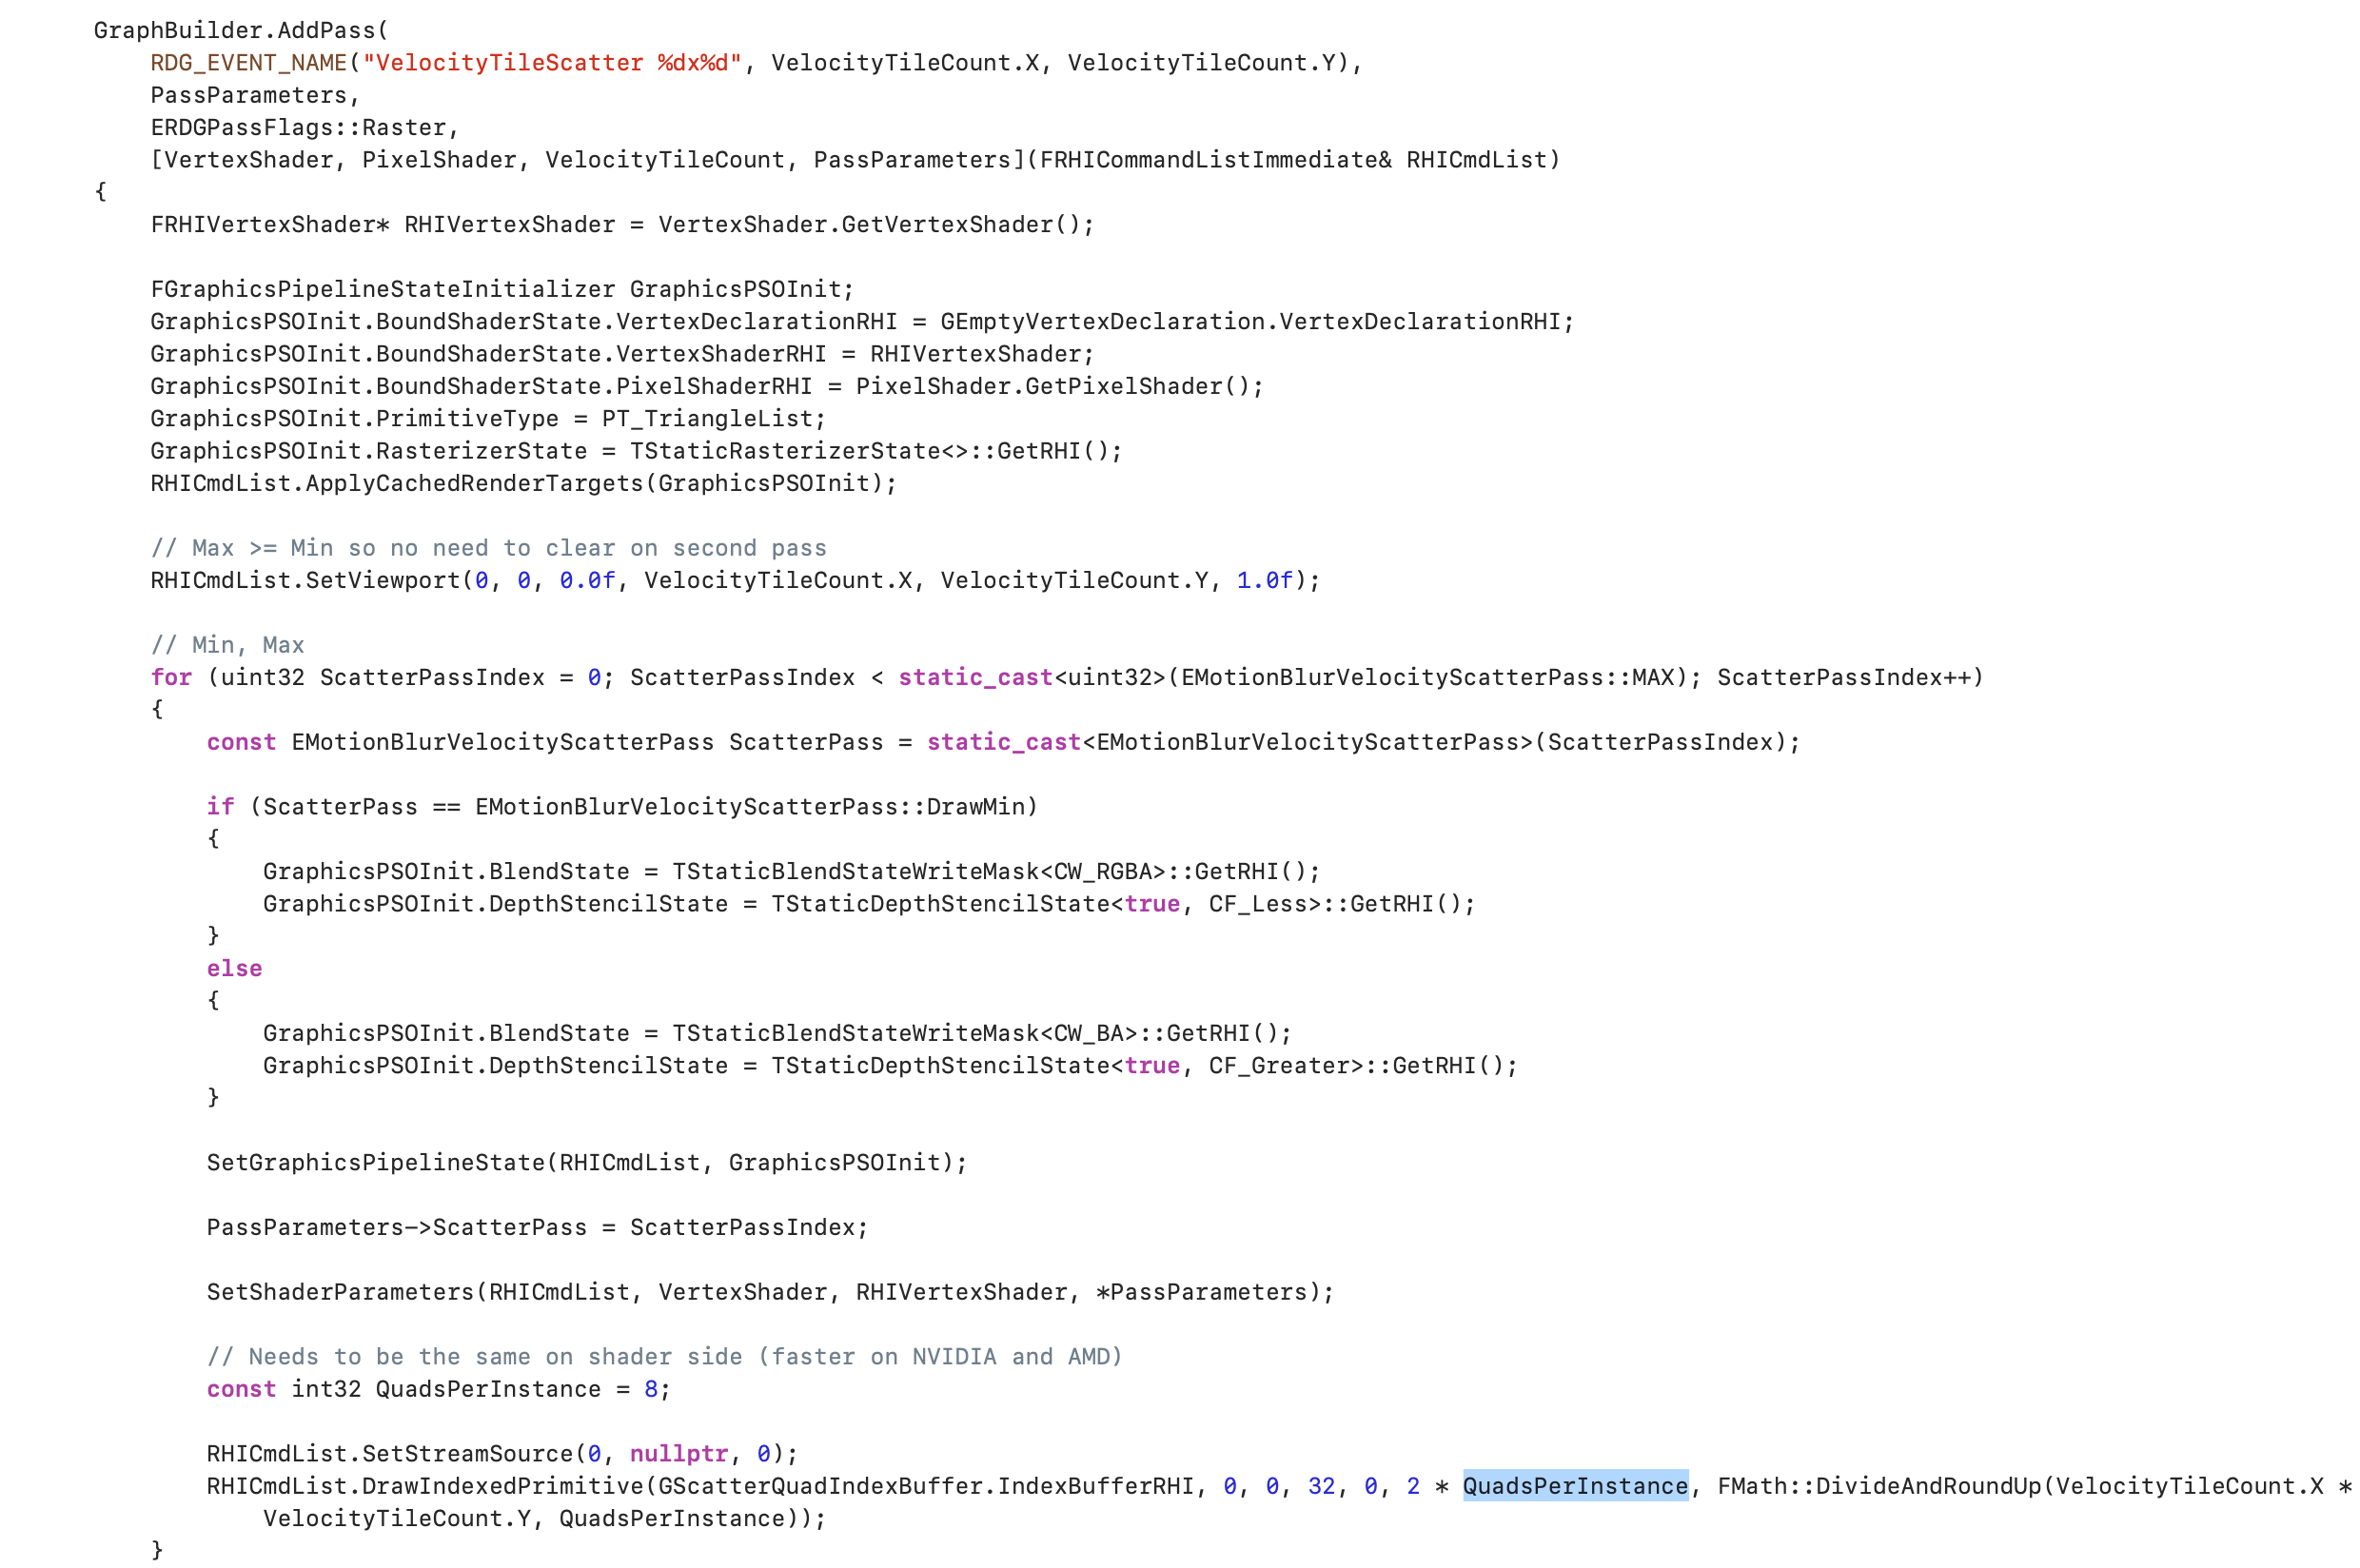 GraphBuilder.AddPass(
RDG_EVENT_NAME("VelocityTileScatter %dx%d", VelocityTileCount.X, VelocityTileCount.Y),
PassParameters,
ERDGPassFlags::Raster,
[VertexShader, PixelShader, VelocityTileCount, PassParameters](FRHICommandListImmediate& RHICmdList)
{
FRHIVertexShader* RHIVertexShader = VertexShader.GetVertexShader();
FGraphicsPipelineStateInitializer GraphicsPSOInit;
GraphicsPSOInit.BoundShaderState.VertexDeclarationRHI = GEmptyVertexDeclaration.VertexDeclarationRHI;
GraphicsPSOInit.BoundShaderState.VertexShaderRHI = RHIVertexShader;
GraphicsPSOInit.BoundShaderState.PixelShaderRHI = PixelShader.GetPixelShader();
GraphicsPSOInit.PrimitiveType = PT_TriangleList;
GraphicsPSOInit.RasterizerState = TStaticRasterizerState<>::GetRHI();
RHICmdList.ApplyCachedRenderTargets(GraphicsPSOInit);
// Max >= Min so no need to clear on second pass
RHICmdList.SetViewport(0, 0, 0.0f, VelocityTileCount.X, VelocityTileCount.Y, 1.0f);
// Min, Max
for (uint32 ScatterPassIndex = 0; ScatterPassIndex < static_cast<uint32>(EMotionBlurVelocityScatterPass::MAX); ScatterPassIndex++)
{
const EMotionBlurVelocityScatterPass ScatterPass = static_cast<EMotionBlurVelocityScatterPass>(ScatterPassIndex);
if (ScatterPass == EMotionBlurVelocityScatterPass::DrawMin)
{
GraphicsPSOInit.BlendState = TStaticBlendStateWriteMask<CW_RGBA>::GetRHI();
GraphicsPSOInit.DepthStencilState = TStaticDepthStencilState<true, CF_Less>::GetRHI();
}
else
{
GraphicsPSOInit.BlendState = TStaticBlendStateWriteMask<CW_BA>::GetRHI();
GraphicsPSOInit.DepthStencilState = TStaticDepthStencilState<true, CF_Greater>::GetRHI();
}
SetGraphicsPipelineState(RHICmdList, GraphicsPSOInit);
PassParameters->ScatterPass = ScatterPassIndex;
SetShaderParameters(RHICmdList, VertexShader, RHIVertexShader, *PassParameters);
// Needs to be the same on shader side (faster on NVIDIA and AMD)
const int32 QuadsPerInstance = 8;
RHICmdList.SetStreamSource(0, nullptr, 0);
RHICmdList.DrawIndexedPrimitive(GScatterQuadIndexBuffer.IndexBufferRHI, 0, 0, 32, 0, 2 * QuadsPerInstance, FMath::DivideAndRoundUp(VelocityTileCount.X *
VelocityTileCount.Y, QuadsPerInstance));
}